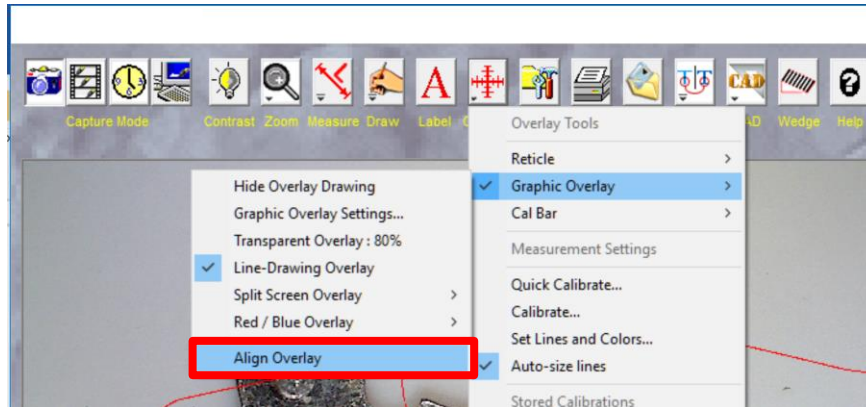 CAD
A
?
Capture Mode
Contrast Zoom Measure Draw Label
AD Wedge Help
Overlay Tools
Reticle
Graphic Overlay
Cal Bar
Measurement Settings
Quick Calibrate...
Calibrate...
Set Lines and Colors...
Auto-size lines
Stored Calibrations
Hide Overlay Drawing
Graphic Overlay Settings...
Transparent Overlay : 80%
Line-Drawing Overlay
Split Screen Overlay
Red / Blue Overlay
Align Overlay